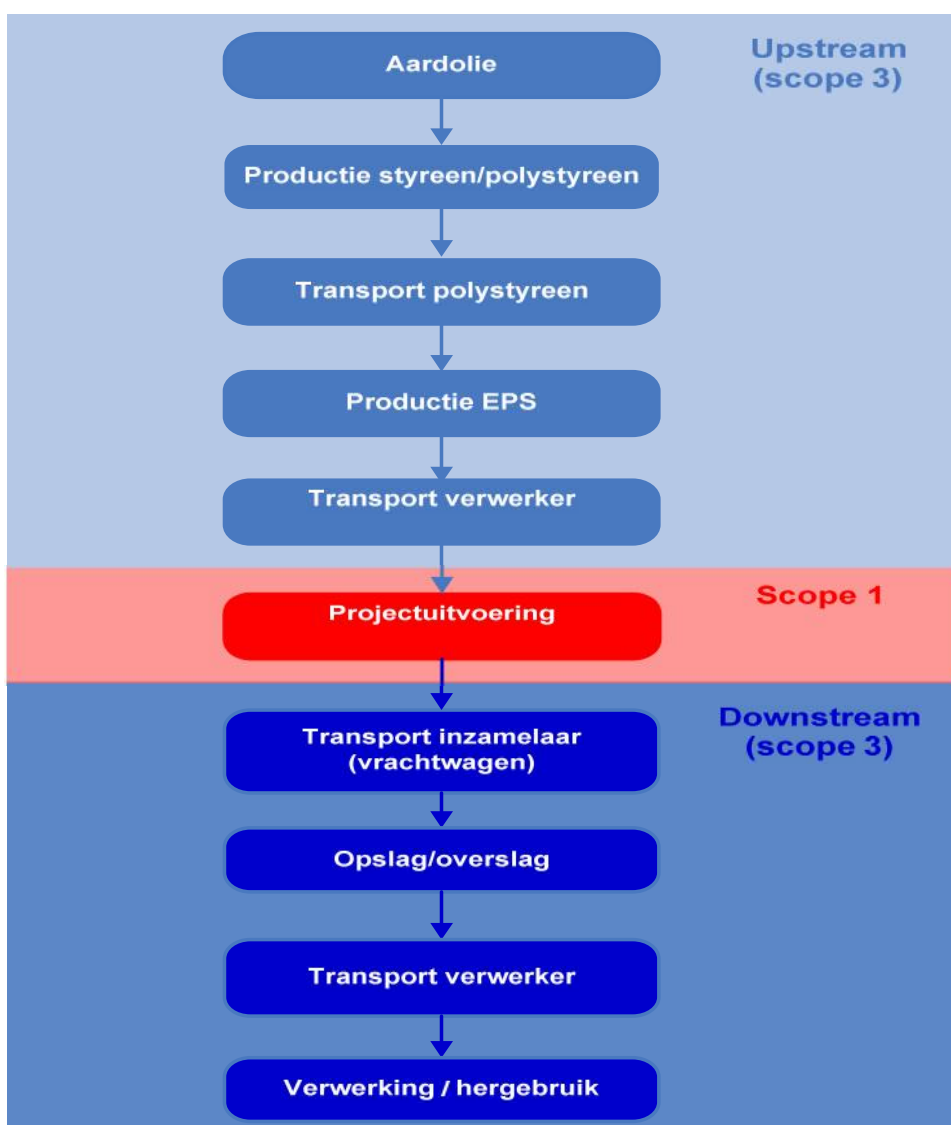 Aardolie
Upstream
(scope 3)
Productie styreen/polystyreen
Transport polystyreen
Productie EPS
Transport verwerker
Scope 1
Projectuitvoering
Downstream
(scope 3)
Transport inzamelaar
(vrachtwagen)
Opslag/overslag
Transport verwerker
Verwerking / hergebruik